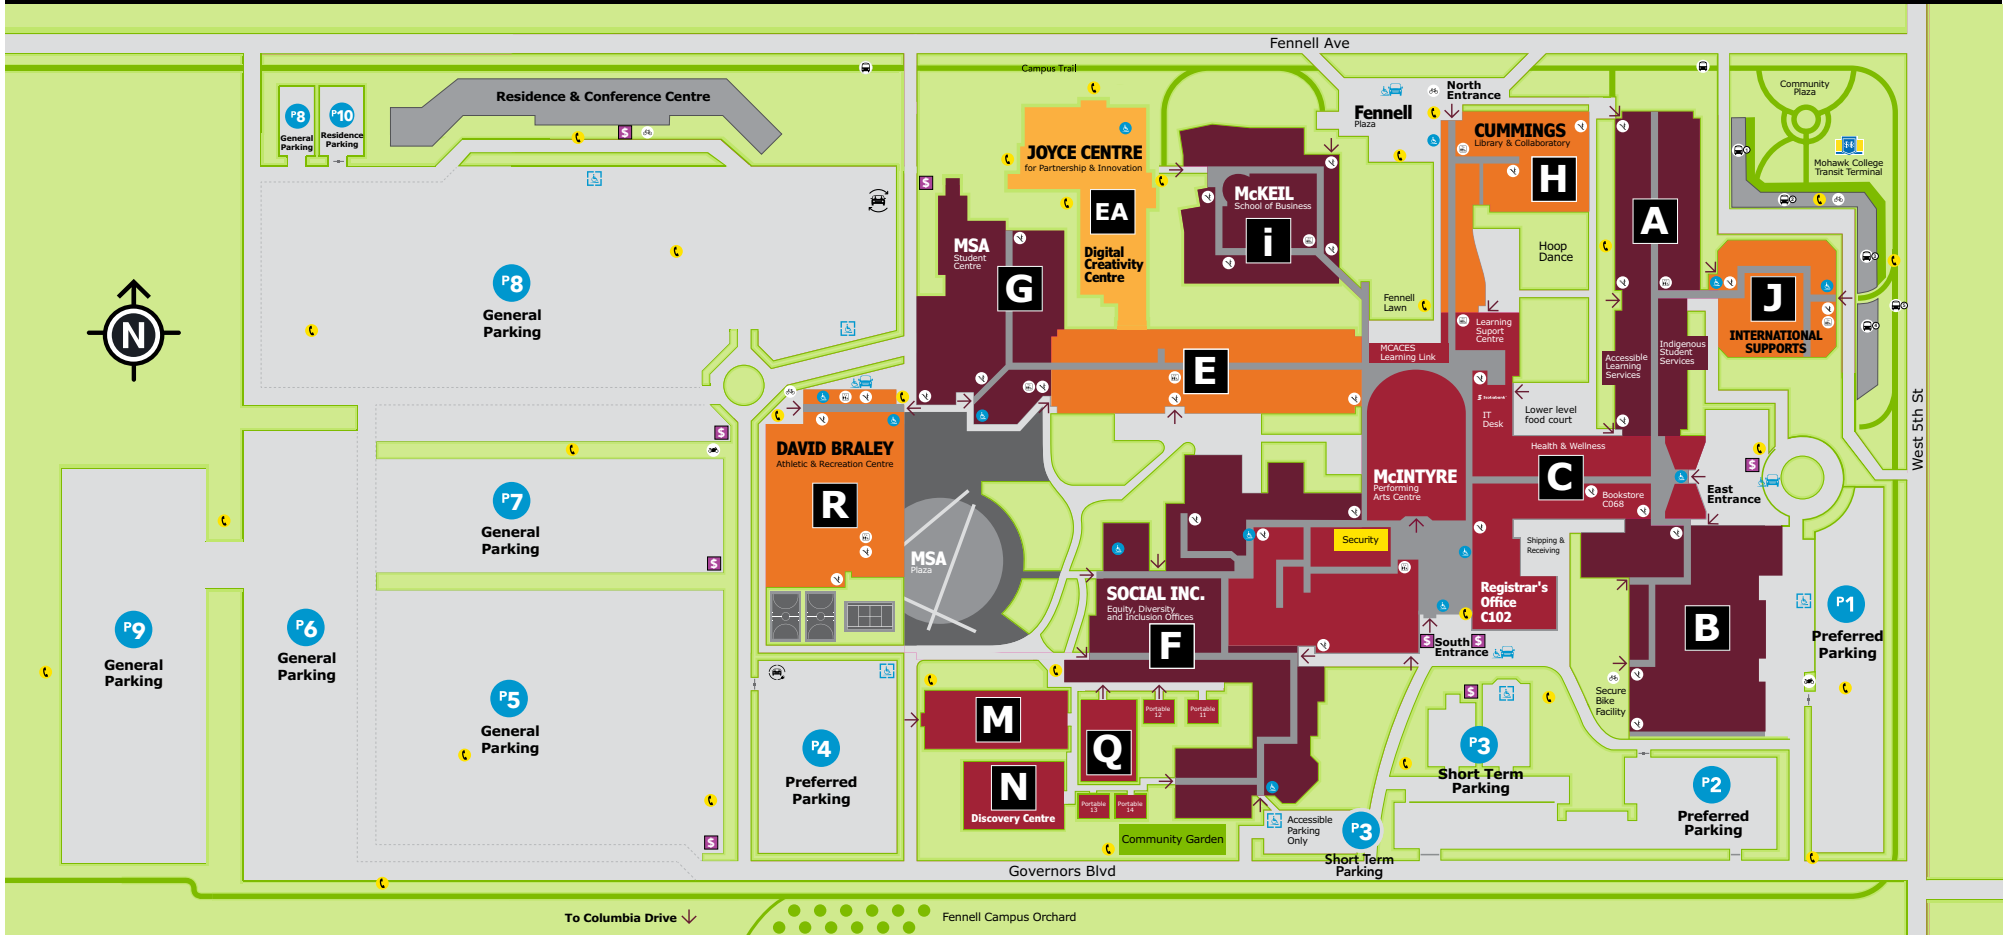 Fennell Ave
Campus Trail
Residence & Conference Centre
P8
General
Parking
P10
Residence
Parking
JOYCE CENTRE
for Partnership & Innovation
EA
Digital
Creativity
Centre
McKEIL
School of Business
i
Fennell
Plaza
North
Entrance
CUMMINGS
Library & Collaboratory
H
A
Community
Plaza
Mohawk College
Transit Terminal
MSA
Student
Centre
G
Hoop
Dance
Fennell
Lawn
J
INTERNATIONAL
SUPPORTS
N
P8
General
Parking
E
MCACES
Learning Link
Learning
Suport
Centre
Accessible
Learning
Services
Indigenous
Student
Services
Scotiabank
IT
Desk
Lower level
food court
West 5th St
DAVID BRALEY
Athletic & Recreation Centre
R
McINTYRE
Performing
Arts Centre
Health & Wellness
C
Bookstore
C068
East
Entrance
P7
General
Parking
MSA
Plaza
Security
Shipping &
Receiving
SOCIAL INC.
Equity, Diversity
and Inclusion Offices
F
Registrar's
Office
C102
South
Entrance
B
P1
Preferred
Parking
P9
General
Parking
P6
General
Parking
P5
General
Parking
P4
Preferred
Parking
M
Q
Portable
12
Portable
11
N
Discovery Centre
Portable
13
Portable
14
Community Garden
Accessible
Parking
Only
P3
Short Term
Parking
P3
Short Term
Parking
Secure
Bike
Facility
P2
Preferred
Parking
Governors Blvd
To Columbia Drive
Fennell Campus Orchard